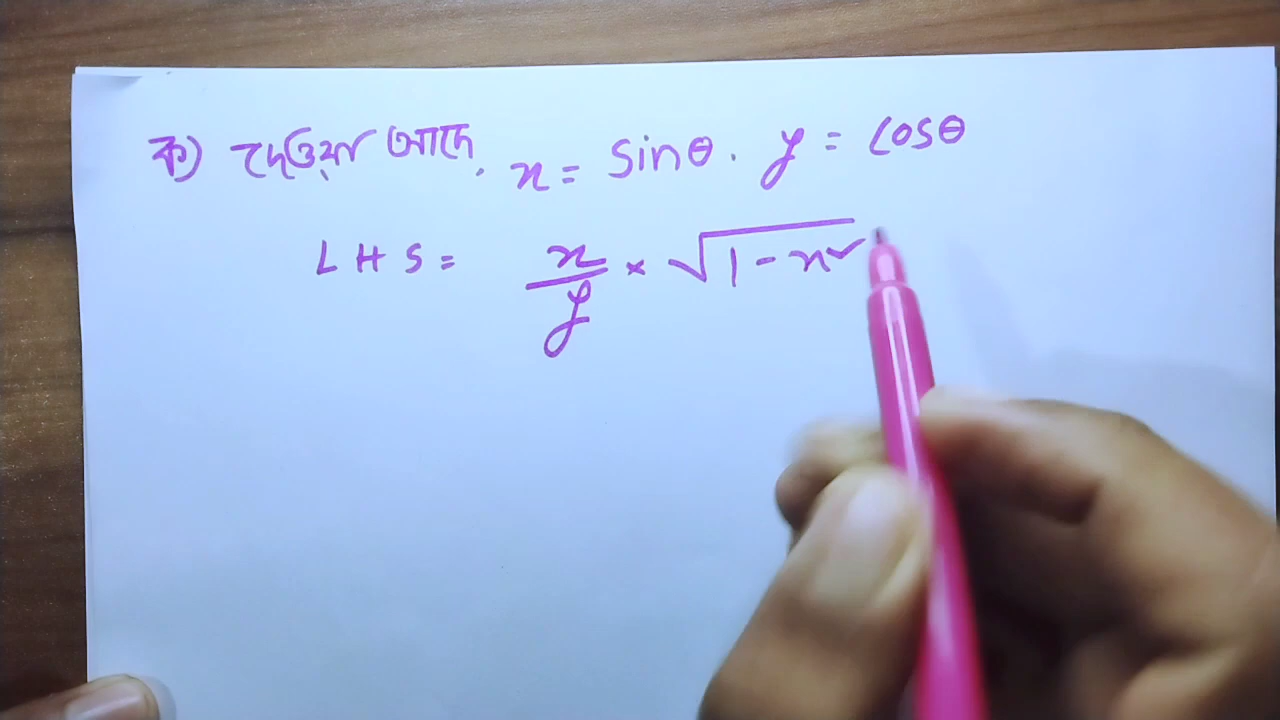 ক) দেওয়া আছে, x = sinθ. y = cosθ
LHS = x/y × √(1 - x²)